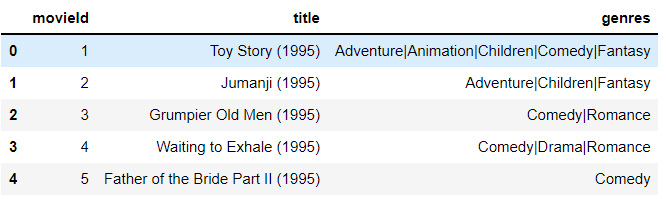 movieId title genres
0 1 Toy Story (1995) Adventure|Animation|Children|Comedy|Fantasy
1 2 Jumanji (1995) Adventure|Children|Fantasy
2 3 Grumpier Old Men (1995) Comedy|Romance
3 4 Waiting to Exhale (1995) Comedy|Drama|Romance
4 5 Father of the Bride Part II (1995) Comedy